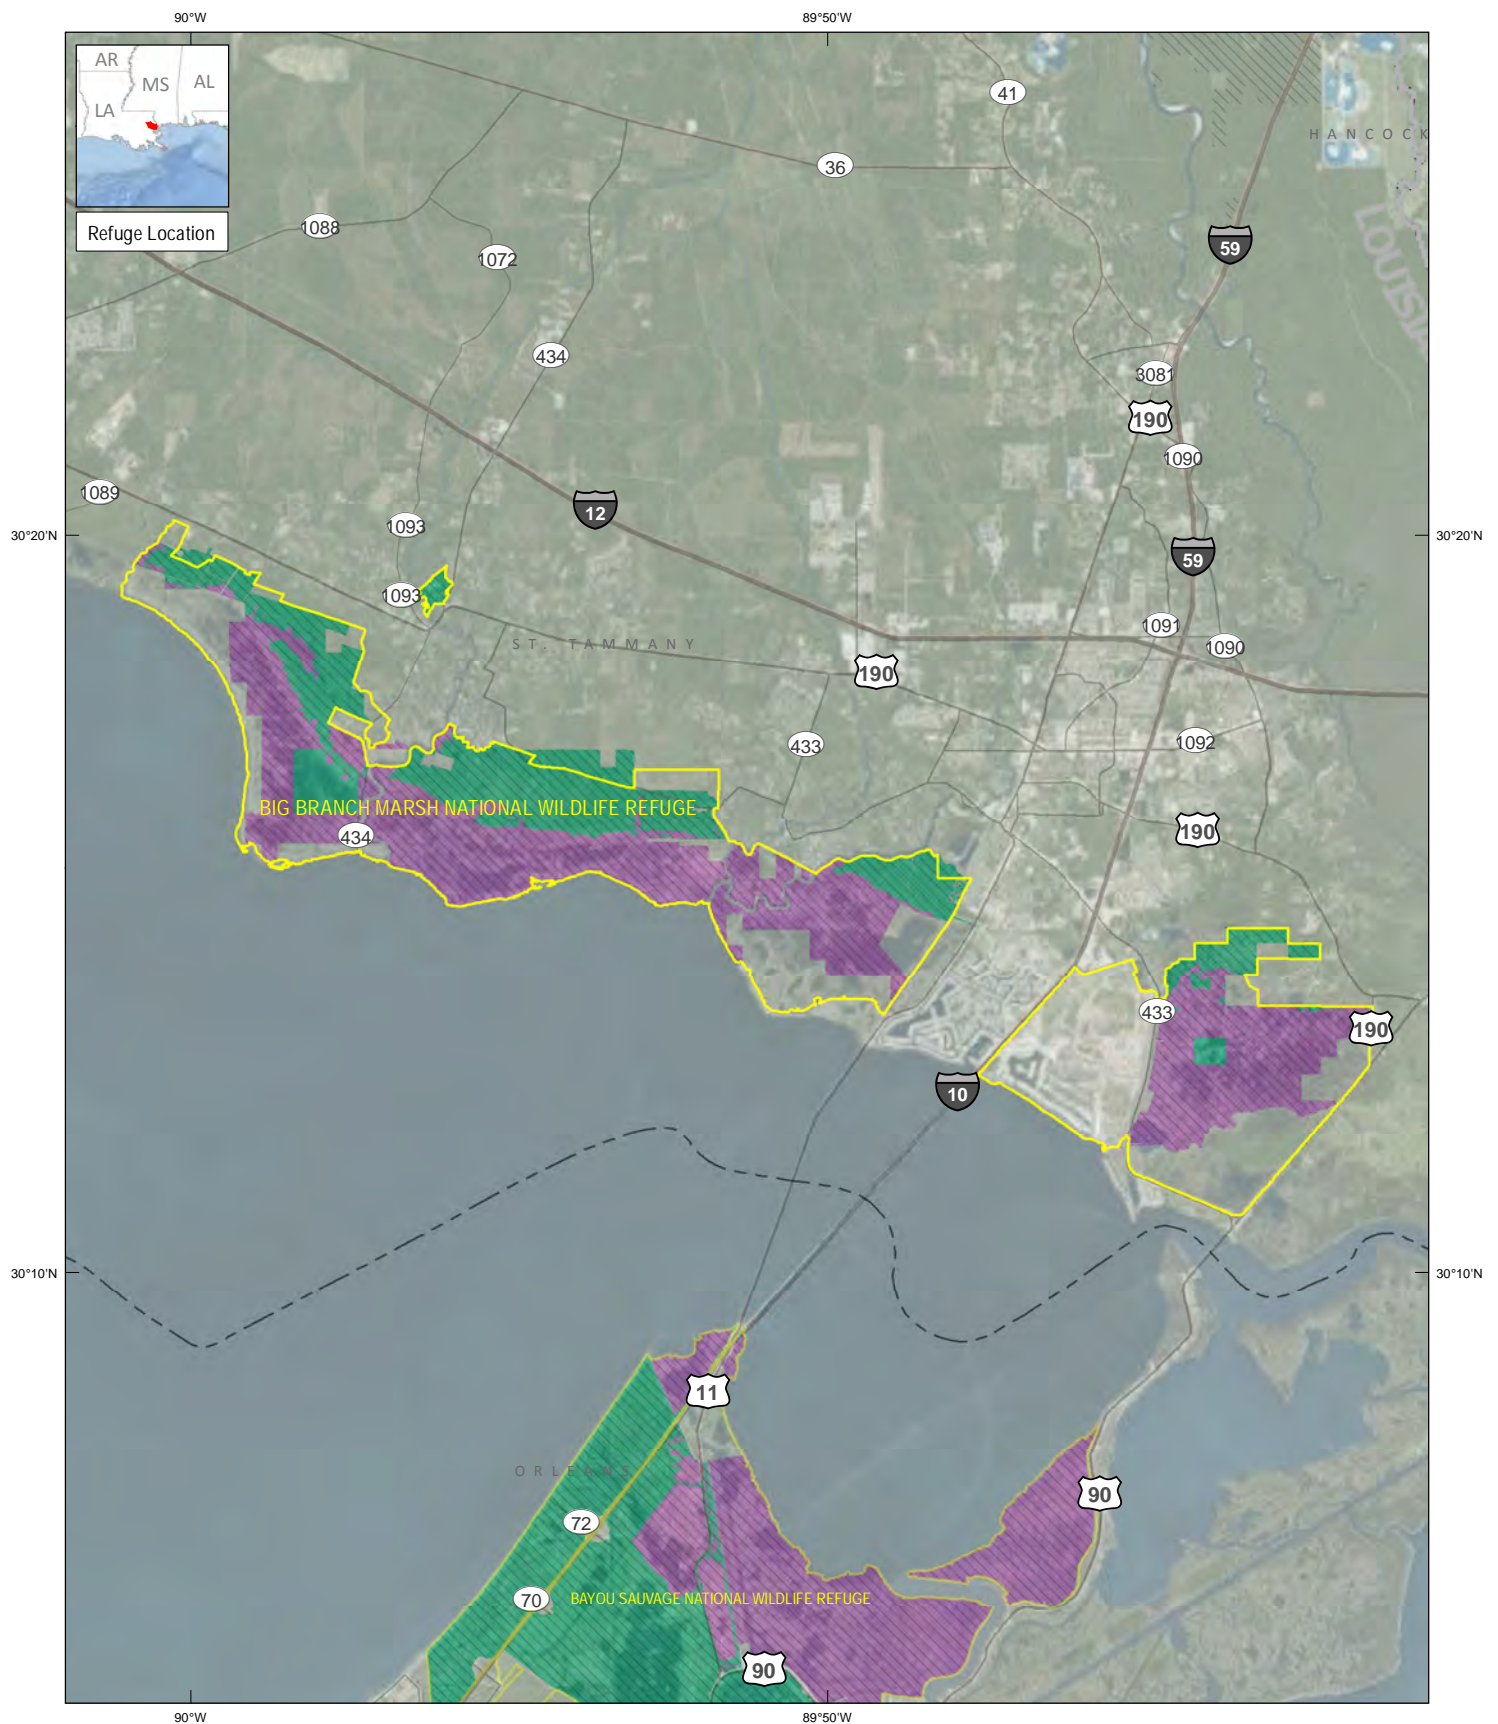 90°W
89°50'W
AR
MS
AL
LA
Refuge Location
41
HANCOCK
36
1088
59
1072
LOUISIA
434
3081
190
1090
1089
12
1093
30°20'N
30°20'N
59
1093
1091
ST. TAMMANY
1090
190
433
1092
BIG BRANCH MARSH NATIONAL WILDLIFE REFUGE
434
190
433
190
10
30°10'N
30°10'N
11
ORLEANS
90
72
70
BAYOU SAUVAGE NATIONAL WILDLIFE REFUGE
90
90°W
89°50'W